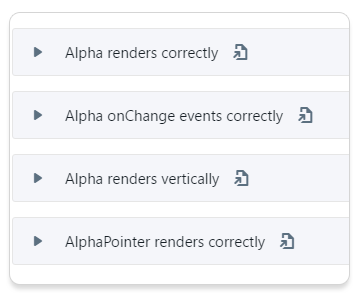 Alpha renders correctly
Alpha onChange events correctly
Alpha renders vertically
AlphaPointer renders correctly